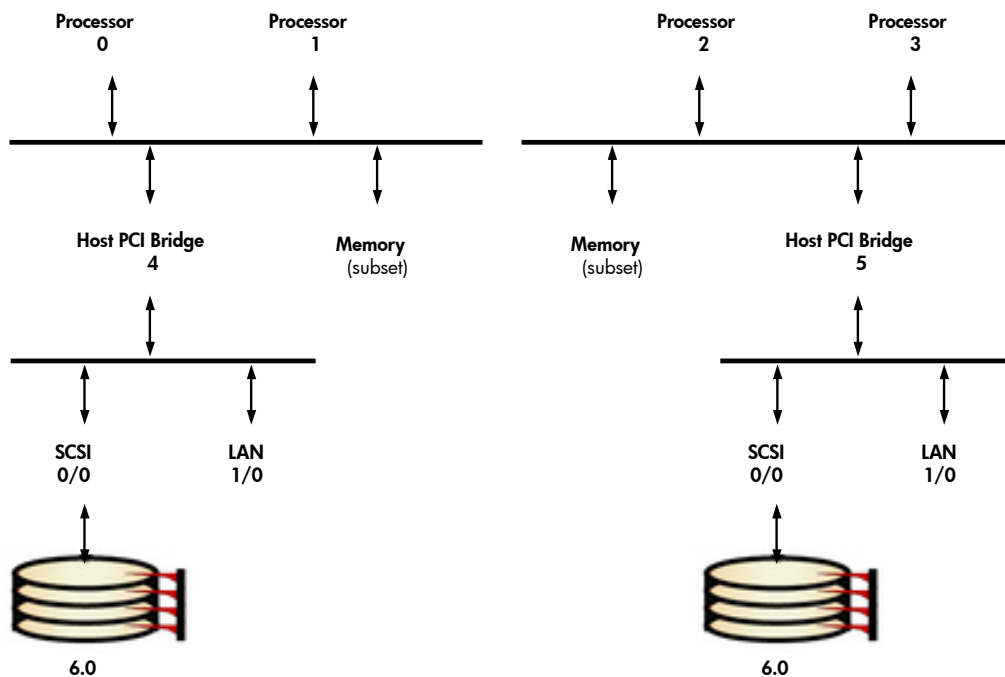 Processor
0
Processor
1
Processor
2
Processor
3
Host PCI Bridge
4
Memory
(subset)
Memory
(subset)
Host PCI Bridge
5
SCSI
0/0
LAN
1/0
SCSI
0/0
LAN
1/0
6.0
6.0